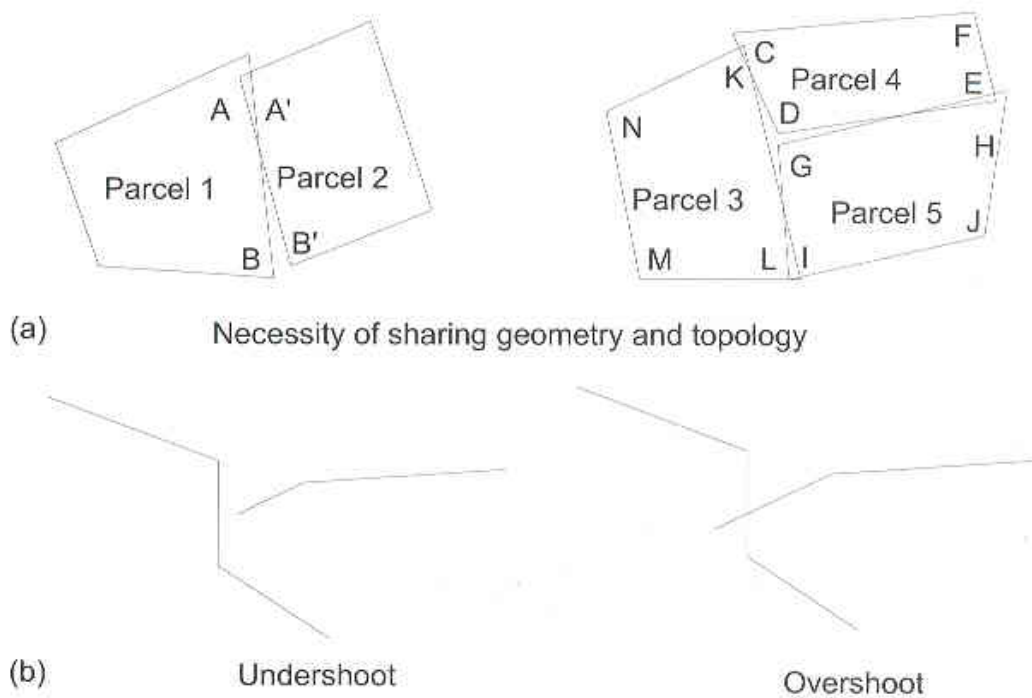 A A'
Parcel 1
Parcel 2
B B'
C F
K Parcel 4 E
N D
G H
Parcel 3
Parcel 5 J
M L I
(a) Necessity of sharing geometry and topology
(b) Undershoot Overshoot